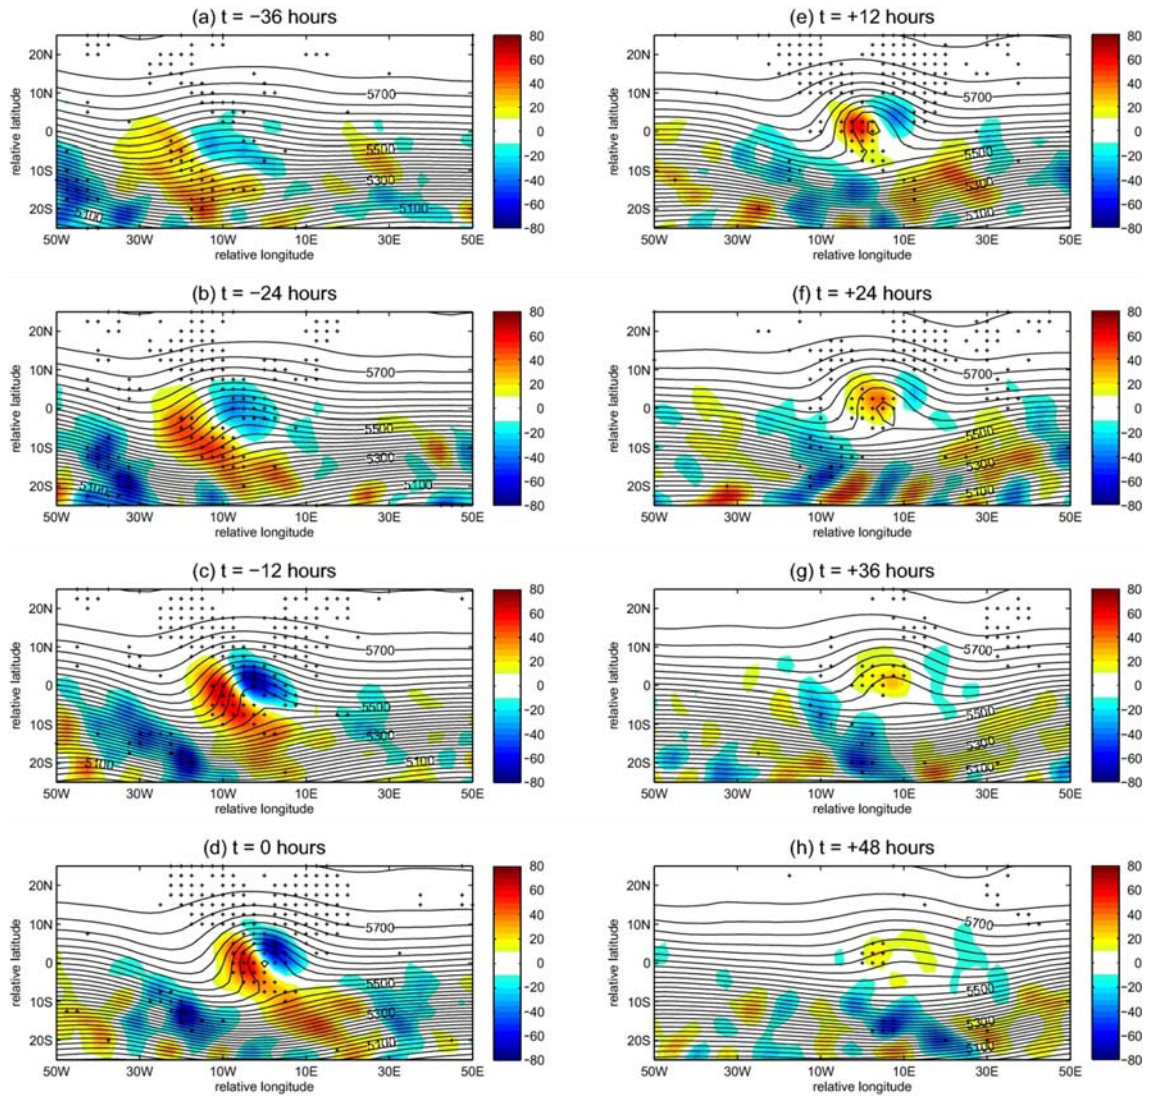 (a) t = −36 hours
20N
10N
0
10S
20S
relative latitude
50W 30W 10W 10E 30E 50E
relative longitude
5700
5500
5300
5100
5100
80
60
40
20
0
−20
−40
−60
−80
(e) t = +12 hours
20N
10N
0
10S
20S
relative latitude
50W 30W 10W 10E 30E 50E
relative longitude
5700
5500
5300
5100
80
60
40
20
0
−20
−40
−60
−80
(b) t = −24 hours
20N
10N
0
10S
20S
relative latitude
50W 30W 10W 10E 30E 50E
relative longitude
5700
5500
5300
5100
5100
80
60
40
20
0
−20
−40
−60
−80
(f) t = +24 hours
20N
10N
0
10S
20S
relative latitude
50W 30W 10W 10E 30E 50E
relative longitude
5700
5500
5300
5100
80
60
40
20
0
−20
−40
−60
−80
(c) t = −12 hours
20N
10N
0
10S
20S
relative latitude
50W 30W 10W 10E 30E 50E
relative longitude
5700
5500
5300
5100
5100
80
60
40
20
0
−20
−40
−60
−80
(g) t = +36 hours
20N
10N
0
10S
20S
relative latitude
50W 30W 10W 10E 30E 50E
relative longitude
5700
5500
5300
5100
80
60
40
20
0
−20
−40
−60
−80
(d) t = 0 hours
20N
10N
0
10S
20S
relative latitude
50W 30W 10W 10E 30E 50E
relative longitude
5700
5500
5300
5100
80
60
40
20
0
−20
−40
−60
−80
(h) t = +48 hours
20N
10N
0
10S
20S
relative latitude
50W 30W 10W 10E 30E 50E
relative longitude
5700
5500
5300
5100
80
60
40
20
0
−20
−40
−60
−80